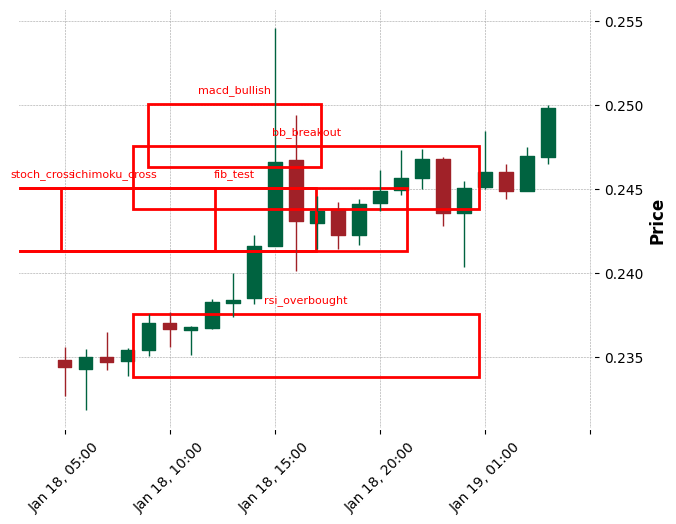 0.255
macd_bullish
0.250
bb_breakout
stoch_cross
ichimoku_cross
fib_test
0.245
Price
0.240
rsi_overbought
0.235
Jan 18, 05:00
Jan 18, 10:00
Jan 18, 15:00
Jan 18, 20:00
Jan 19, 01:00